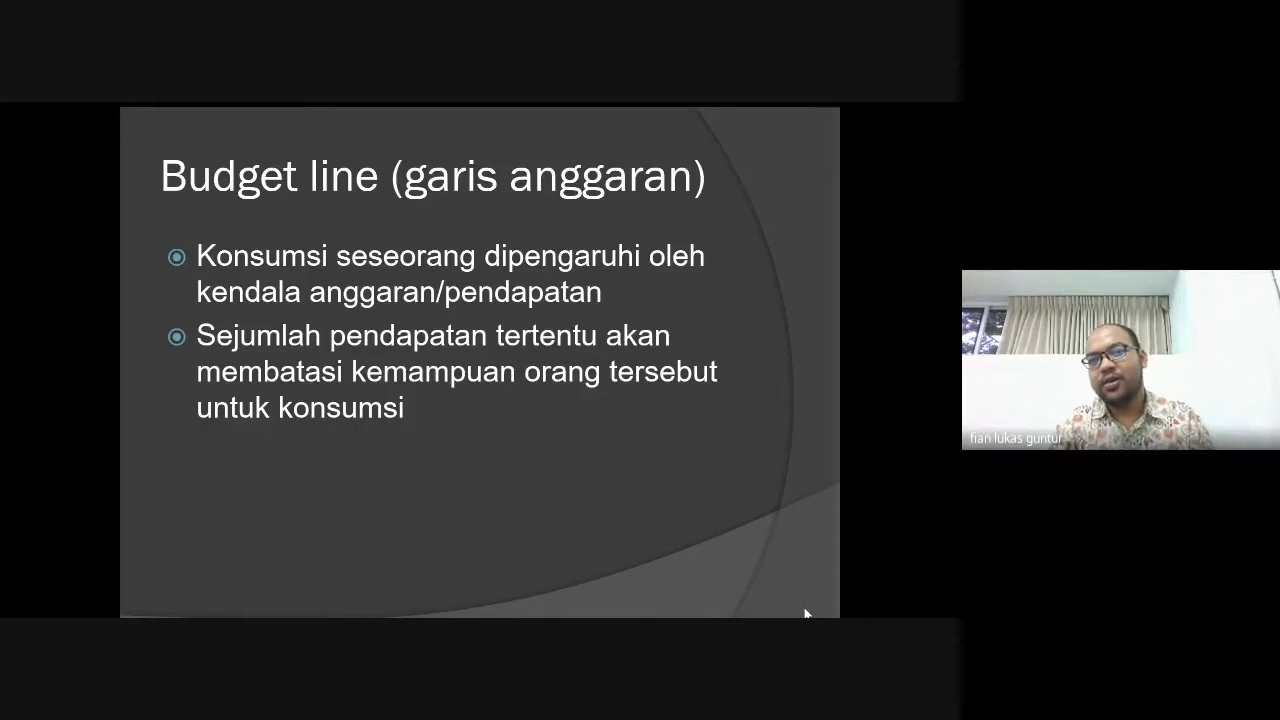 Budget line (garis anggaran)
Konsumsi seseorang dipengaruhi oleh
kendala anggaran/pendapatan
Sejumlah pendapatan tertentu akan
membatasi kemampuan orang tersebut
untuk konsumsi
fian lukas guntur